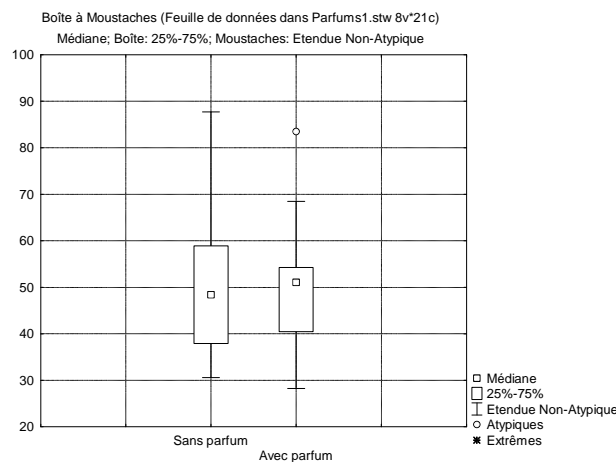 Boîte à Moustaches (Feuille de données dans Parfums1.stw 8v*21c)
Médiane; Boîte: 25%-75%; Moustaches: Etendue Non-Atypique
100
90
80
70
60
50
40
30
20
Sans parfum
Avec parfum
Médiane
25%-75%
Etendue Non-Atypique
Atypiques
Extrêmes